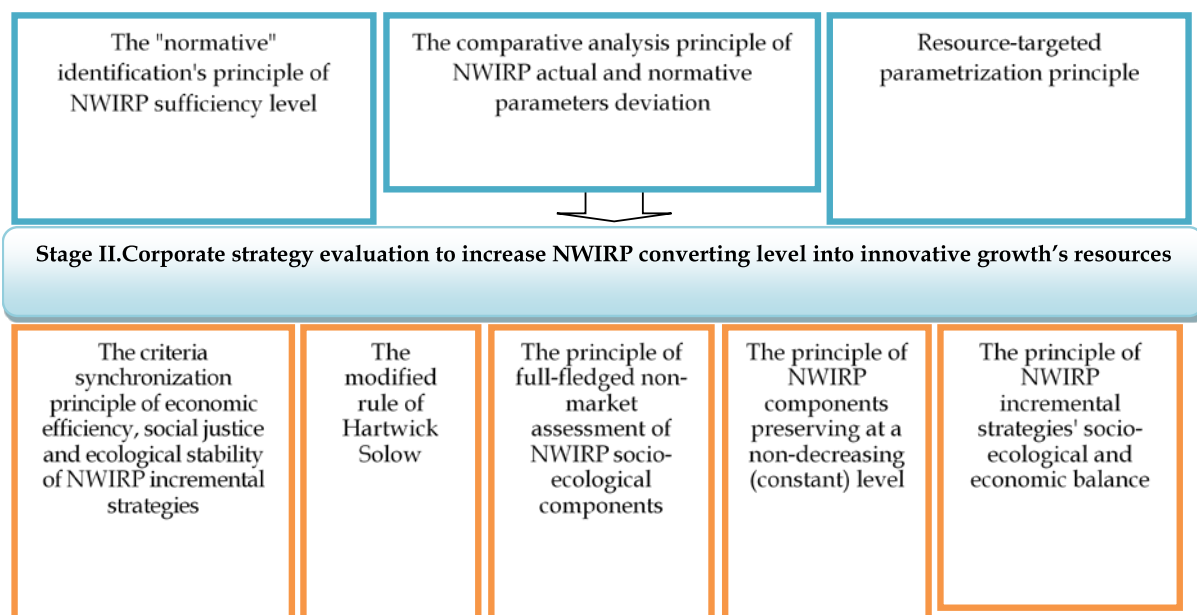 The "normative"
identification's principle of
NWIRP sufficiency level
The comparative analysis principle of
NWIRP actual and normative
parameters deviation
Resource-targeted
parametrization principle
Stage II.Corporate strategy evaluation to increase NWIRP converting level into innovative growth’s resources
The criteria
synchronization
principle of economic
efficiency, social justice
and ecological stability
of NWIRP incremental
strategies
The
modified
rule of
Hartwick
Solow
The principle of
full-fledged non-
market
assessment of
NWIRP socio-
ecological
components
The principle of
NWIRP
components
preserving at a
non-decreasing
(constant) level
The principle of
NWIRP
incremental
strategies' socio-
ecological and
economic balance